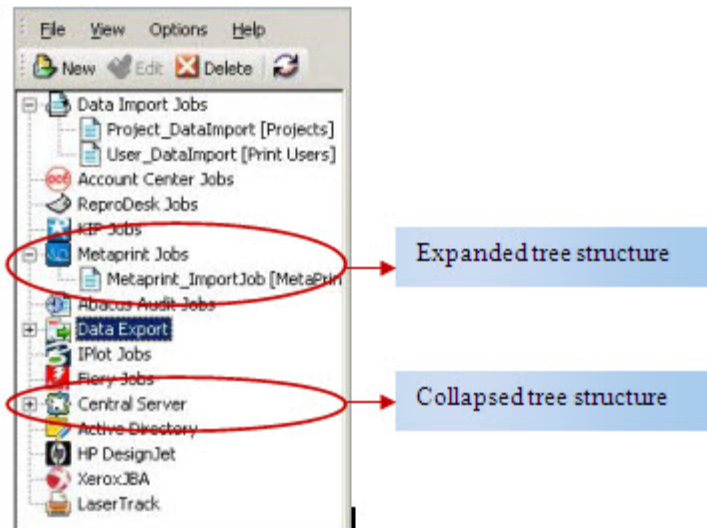 File View Options Help
New Edit Delete
Data Import Jobs
Project_DataImport [Projects]
User_DataImport [Print Users]
océ Account Center Jobs
ReproDesk Jobs
KIP Jobs
Metaprint Jobs
Expanded tree structure
Metaprint_ImportJob [MetaPrin
Abacus Audit Jobs
Data Export
IPlot Jobs
Fiery Jobs
Central Server
Collapsed tree structure
Active Directory
HP DesignJet
XeroxJBA
LaserTrack